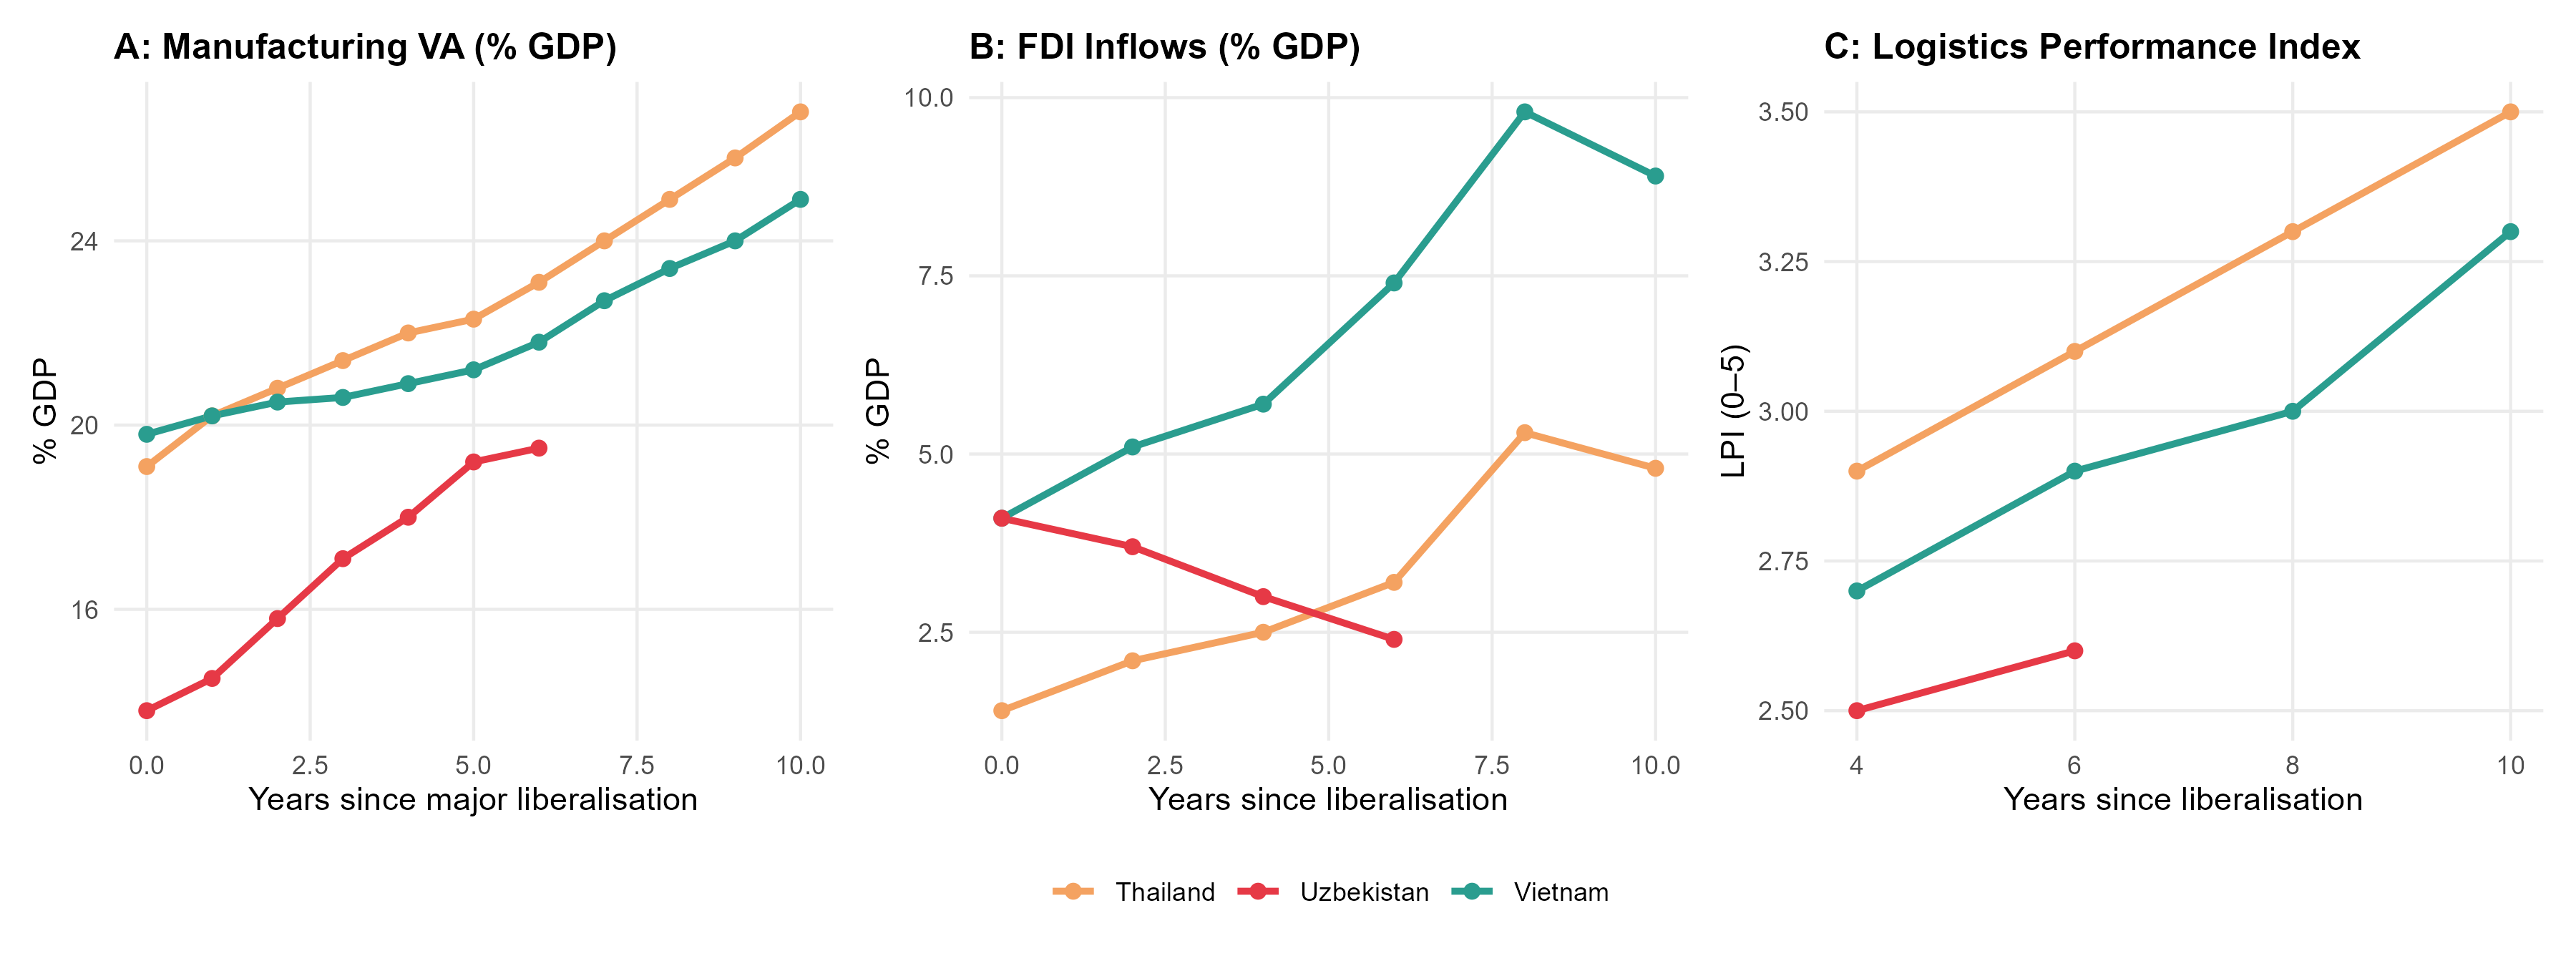 A: Manufacturing VA (% GDP)
% GDP
24
20
16
0.0 2.5 5.0 7.5 10.0
Years since major liberalisation
B: FDI Inflows (% GDP)
% GDP
10.0
7.5
5.0
2.5
0.0 2.5 5.0 7.5 10.0
Years since liberalisation
C: Logistics Performance Index
LPI (0–5)
3.50
3.25
3.00
2.75
2.50
4 6 8 10
Years since liberalisation
Thailand Uzbekistan Vietnam